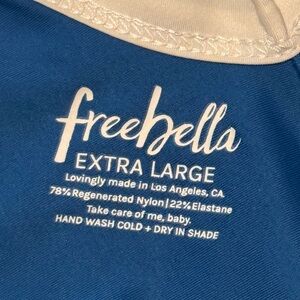 freebella
EXTRA LARGE
Lovingly made in Los Angeles, CA
78% Regenerated Nylon | 22% Elastane
Take care of me, baby.
HAND WASH COLD + DRY IN SHADE